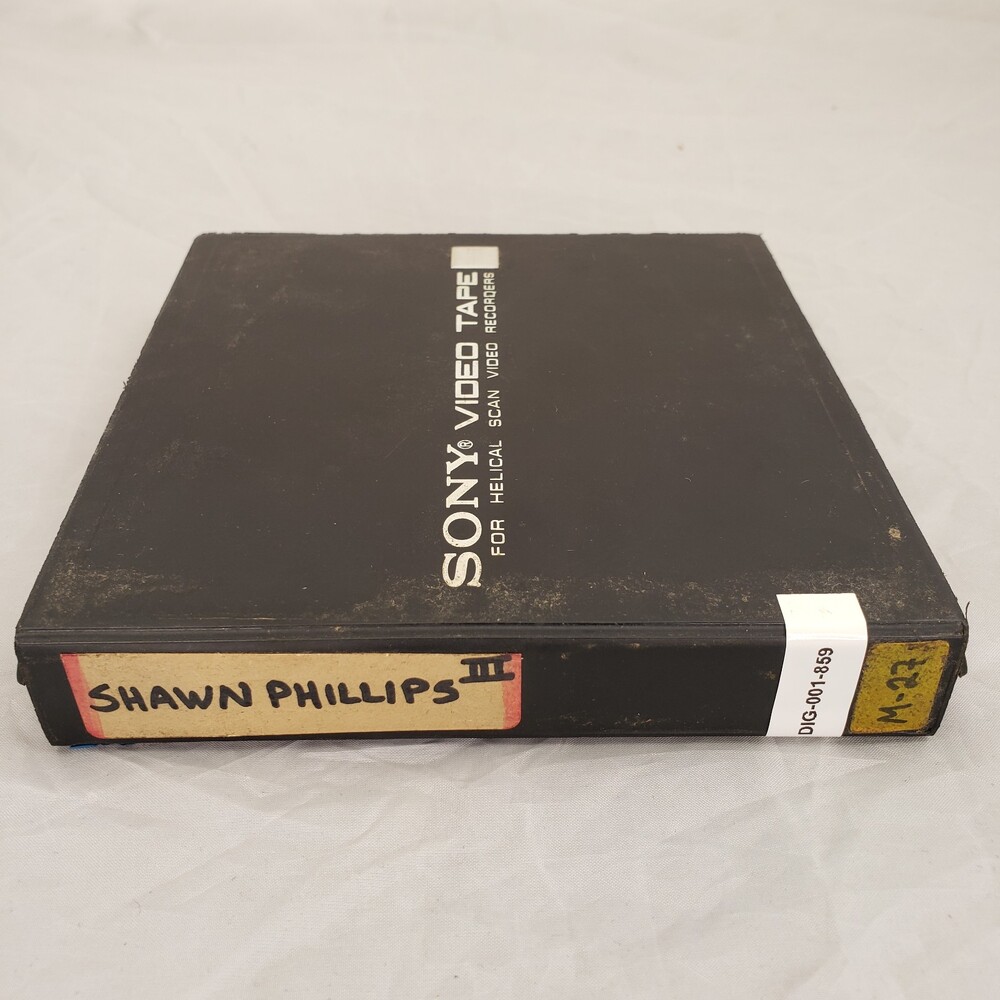 SONY® VIDEO TAPE
FOR HELICAL SCAN VIDEO RECORDERS
SHAWN PHILLIPS III
DIG-001-859
M-27